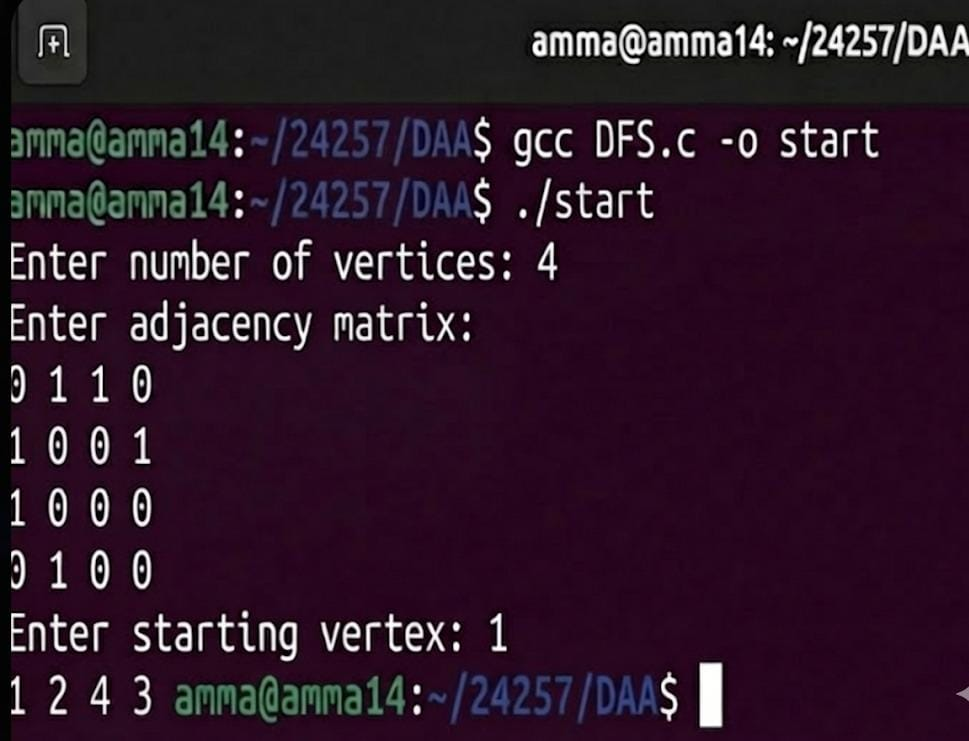 amma@amma14: ~/24257/DAA
amma@amma14:~/24257/DAA$ gcc DFS.c -o start
amma@amma14:~/24257/DAA$ ./start
Enter number of vertices: 4
Enter adjacency matrix:
0 1 1 0
1 0 0 1
1 0 0 0
0 1 0 0
Enter starting vertex: 1
1 2 4 3 amma@amma14:~/24257/DAA$